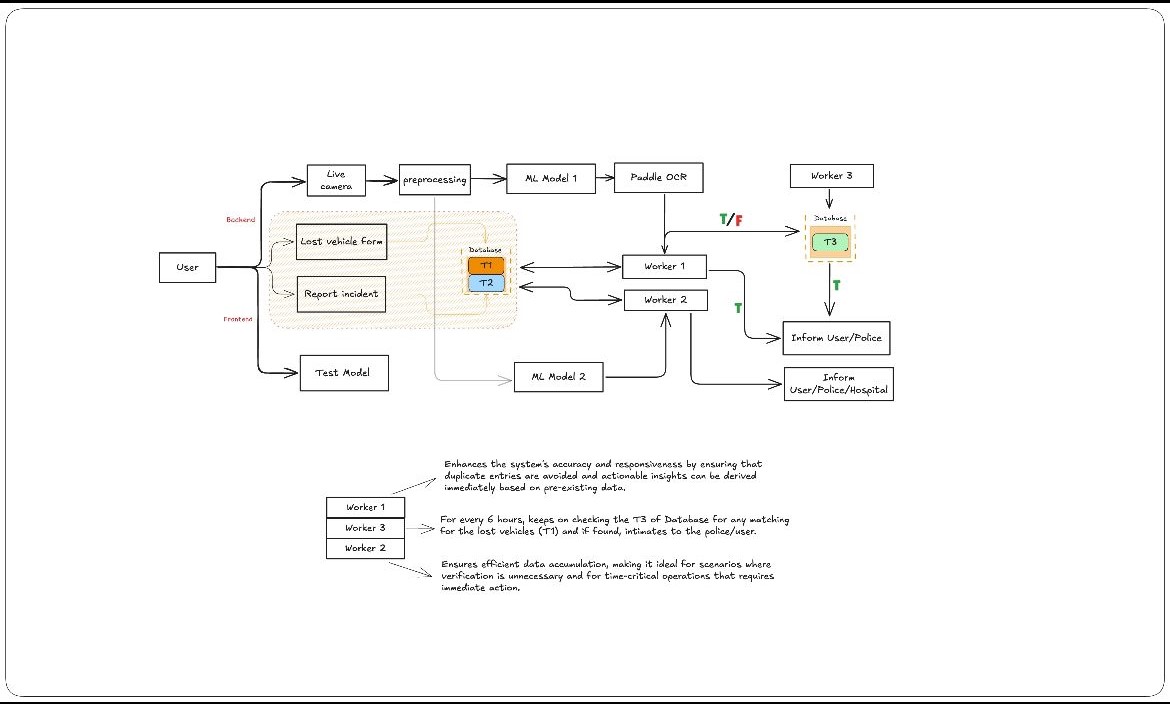 Live
camera
preprocessing
ML Model 1
Paddle OCR
Worker 3
Backend
T/F
Database
T3
Lost vehicle form
Database
T1
T2
User
Worker 1
Report incident
Worker 2
T
T
Frontend
Inform User/Police
Test Model
ML Model 2
Inform
User/Police/Hospital
Enhances the system's accuracy and responsiveness by ensuring that
duplicate entries are avoided and actionable insights can be derived
immediately based on pre-existing data.
Worker 1
Worker 3
Worker 2
For every 6 hours, keeps on checking the T3 of Database for any matching
for the lost vehicles (T1) and if found, intimates to the police/user.
Ensures efficient data accumulation, making it ideal for scenarios where
verification is unnecessary and for time-critical operations that requires
immediate action.